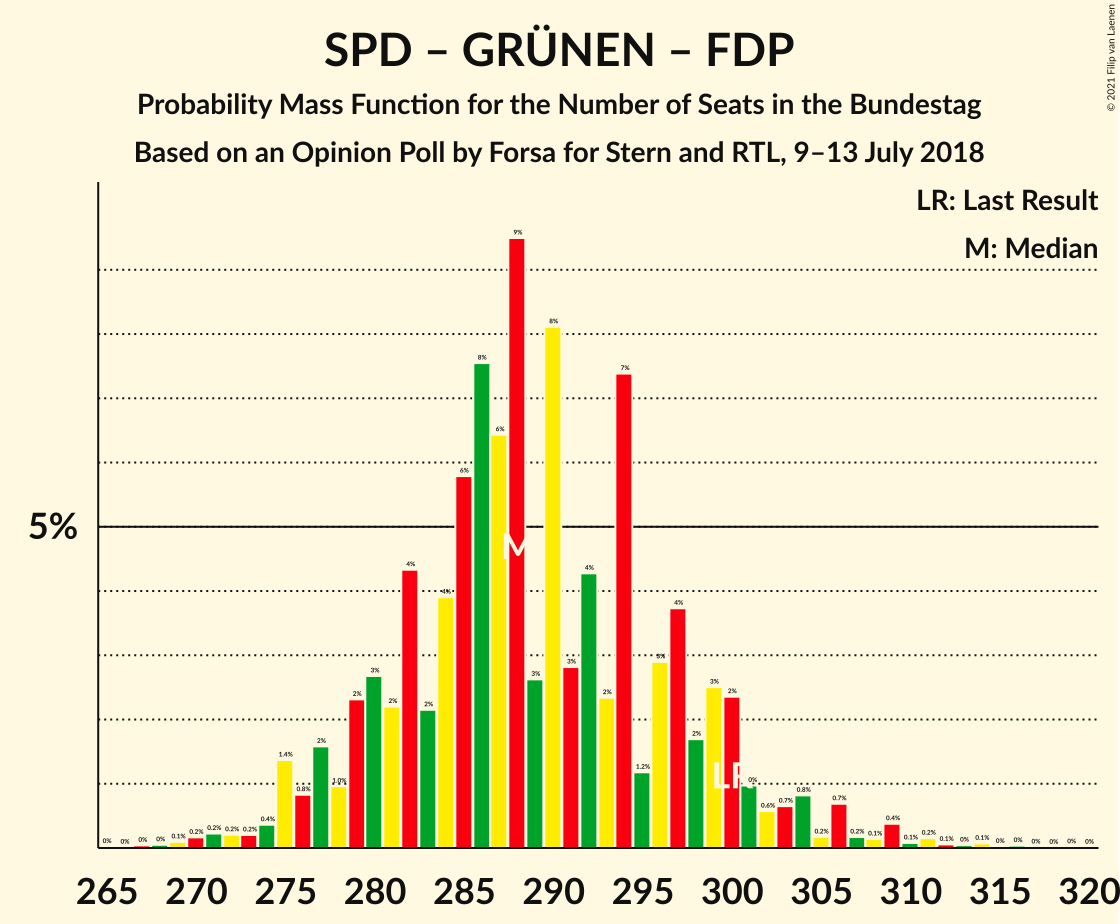 SPD – GRÜNEN – FDP
Probability Mass Function for the Number of Seats in the Bundestag
Based on an Opinion Poll by Forsa for Stern and RTL, 9–13 July 2018
© 2021 Filip van Laenen
LR: Last Result
M: Median
5%
0% 0% 0% 0% 0.1% 0.2% 0.2% 0.2% 0.2% 0.4% 1.4% 0.8% 2% 1.0% 2% 3% 2% 4% 2% 4% 6% 8% 6% 9% 3% 8% 3% 4% 2% 7% 1.2% 3% 4% 2% 3% 2% 0% 0.6% 0.7% 0.8% 0.2% 0.7% 0.2% 0.1% 0.4% 0.1% 0.2% 0.1% 0% 0.1% 0% 0% 0% 0% 0% 0%
M
LR
265 270 275 280 285 290 295 300 305 310 315 320